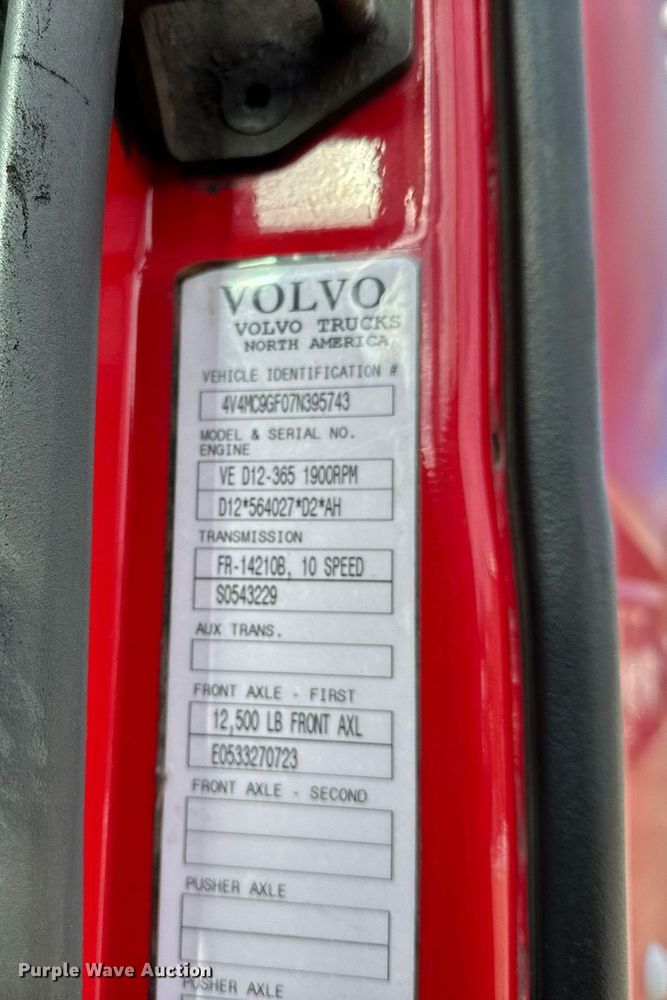 VOLVO
VOLVO TRUCKS
NORTH AMERICA
VEHICLE IDENTIFICATION #
4V4MC9GF07N395743
MODEL & SERIAL NO.
ENGINE
VE D12-365 1900RPM
D12*564027*D2*AH
TRANSMISSION
FR-14210B, 10 SPEED
S0543229
AUX TRANS.
FRONT AXLE - FIRST
12,500 LB FRONT AXL
E0533270723
FRONT AXLE - SECOND
PUSHER AXLE
PUSHER AXLE
Purple Wave Auction